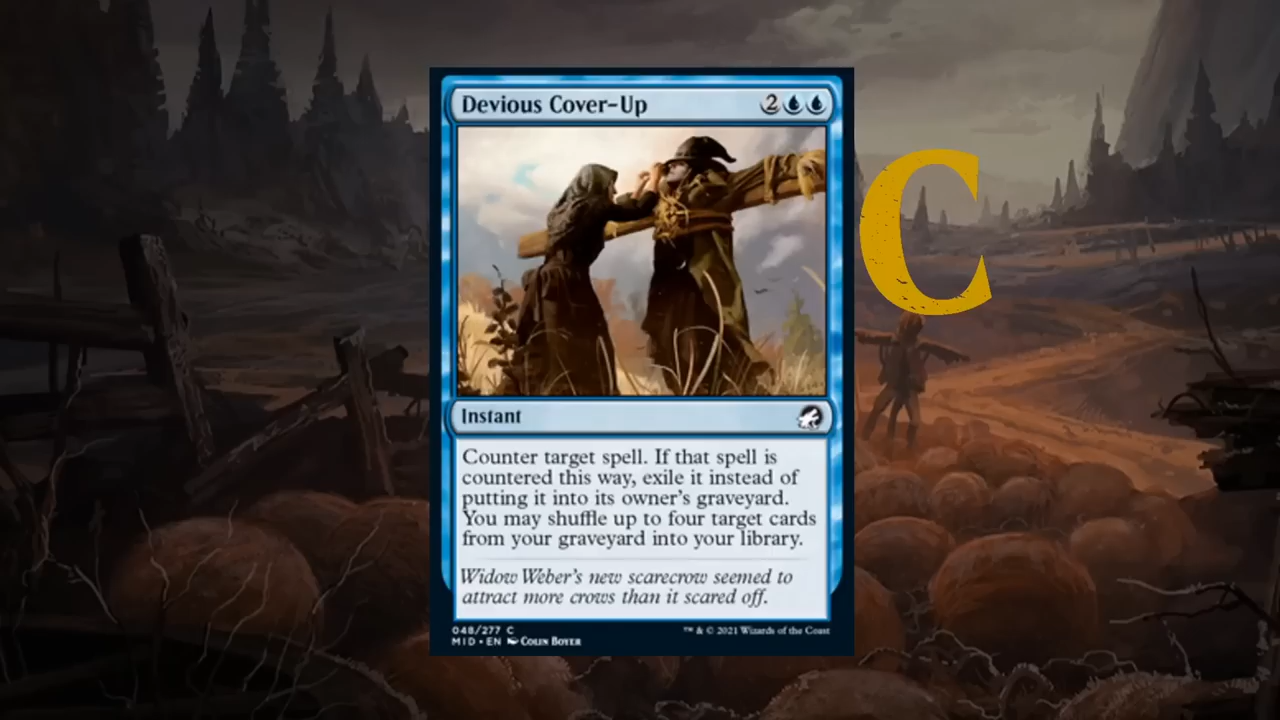 Devious Cover-Up 2
C
Instant
Counter target spell. If that spell is
countered this way, exile it instead of
putting it into its owner's graveyard.
You may shuffle up to four target cards
from your graveyard into your library.
Widow Weber's new scarecrow seemed to
attract more crows than it scared off.
048/277 C
™ & © 2021 Wizards of the Coast
MID • EN Colin Boyer